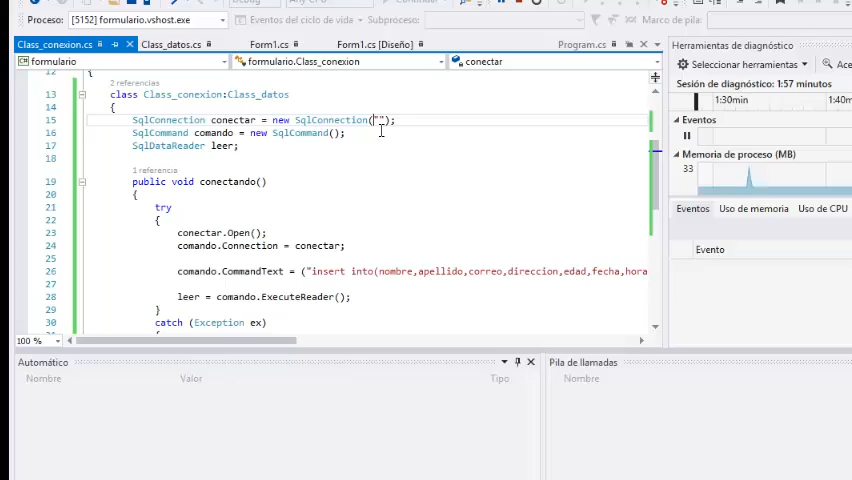 Proceso: [5152] formulario.vshost.exe Eventos del ciclo de vida Subproceso: Marco de pila:
Class_conexion.cs Class_datos.cs Form1.cs Form1.cs [Diseño] Program.cs
formulario formulario.Class_conexion conectar
12 {
2 referencias
13 class Class_conexion:Class_datos
14 {
15 SqlConnection conectar = new SqlConnection("");
16 SqlCommand comando = new SqlCommand();
17 SqlDataReader leer;
18
1 referencia
19 public void conectando()
20 {
21 try
22 {
23 conectar.Open();
24 comando.Connection = conectar;
25
26 comando.CommandText = ("insert into(nombre,apellido,correo,direccion,edad,fecha,hora
27
28 leer = comando.ExecuteReader();
29 }
30 catch (Exception ex)
100 %
Herramientas de diagnóstico
Seleccionar herramientas Ace
Sesión de diagnóstico: 1:57 minutos
1:30min 1:40m
Eventos
Memoria de proceso (MB)
33
Eventos Uso de memoria Uso de CPU
Evento
Automático
Nombre Valor Tipo
Pila de llamadas
Nombre